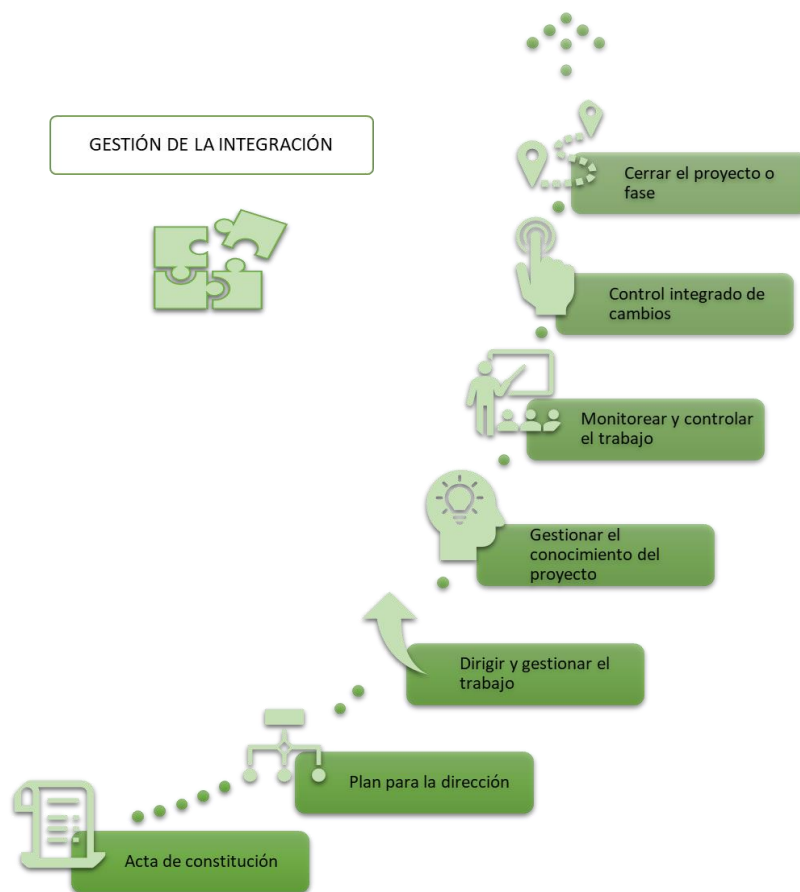 GESTIÓN DE LA INTEGRACIÓN
Cerrar el proyecto o
fase
Control integrado de
cambios
Monitorear y controlar
el trabajo
Gestionar el
conocimiento del
proyecto
Dirigir y gestionar el
trabajo
Plan para la dirección
Acta de constitución